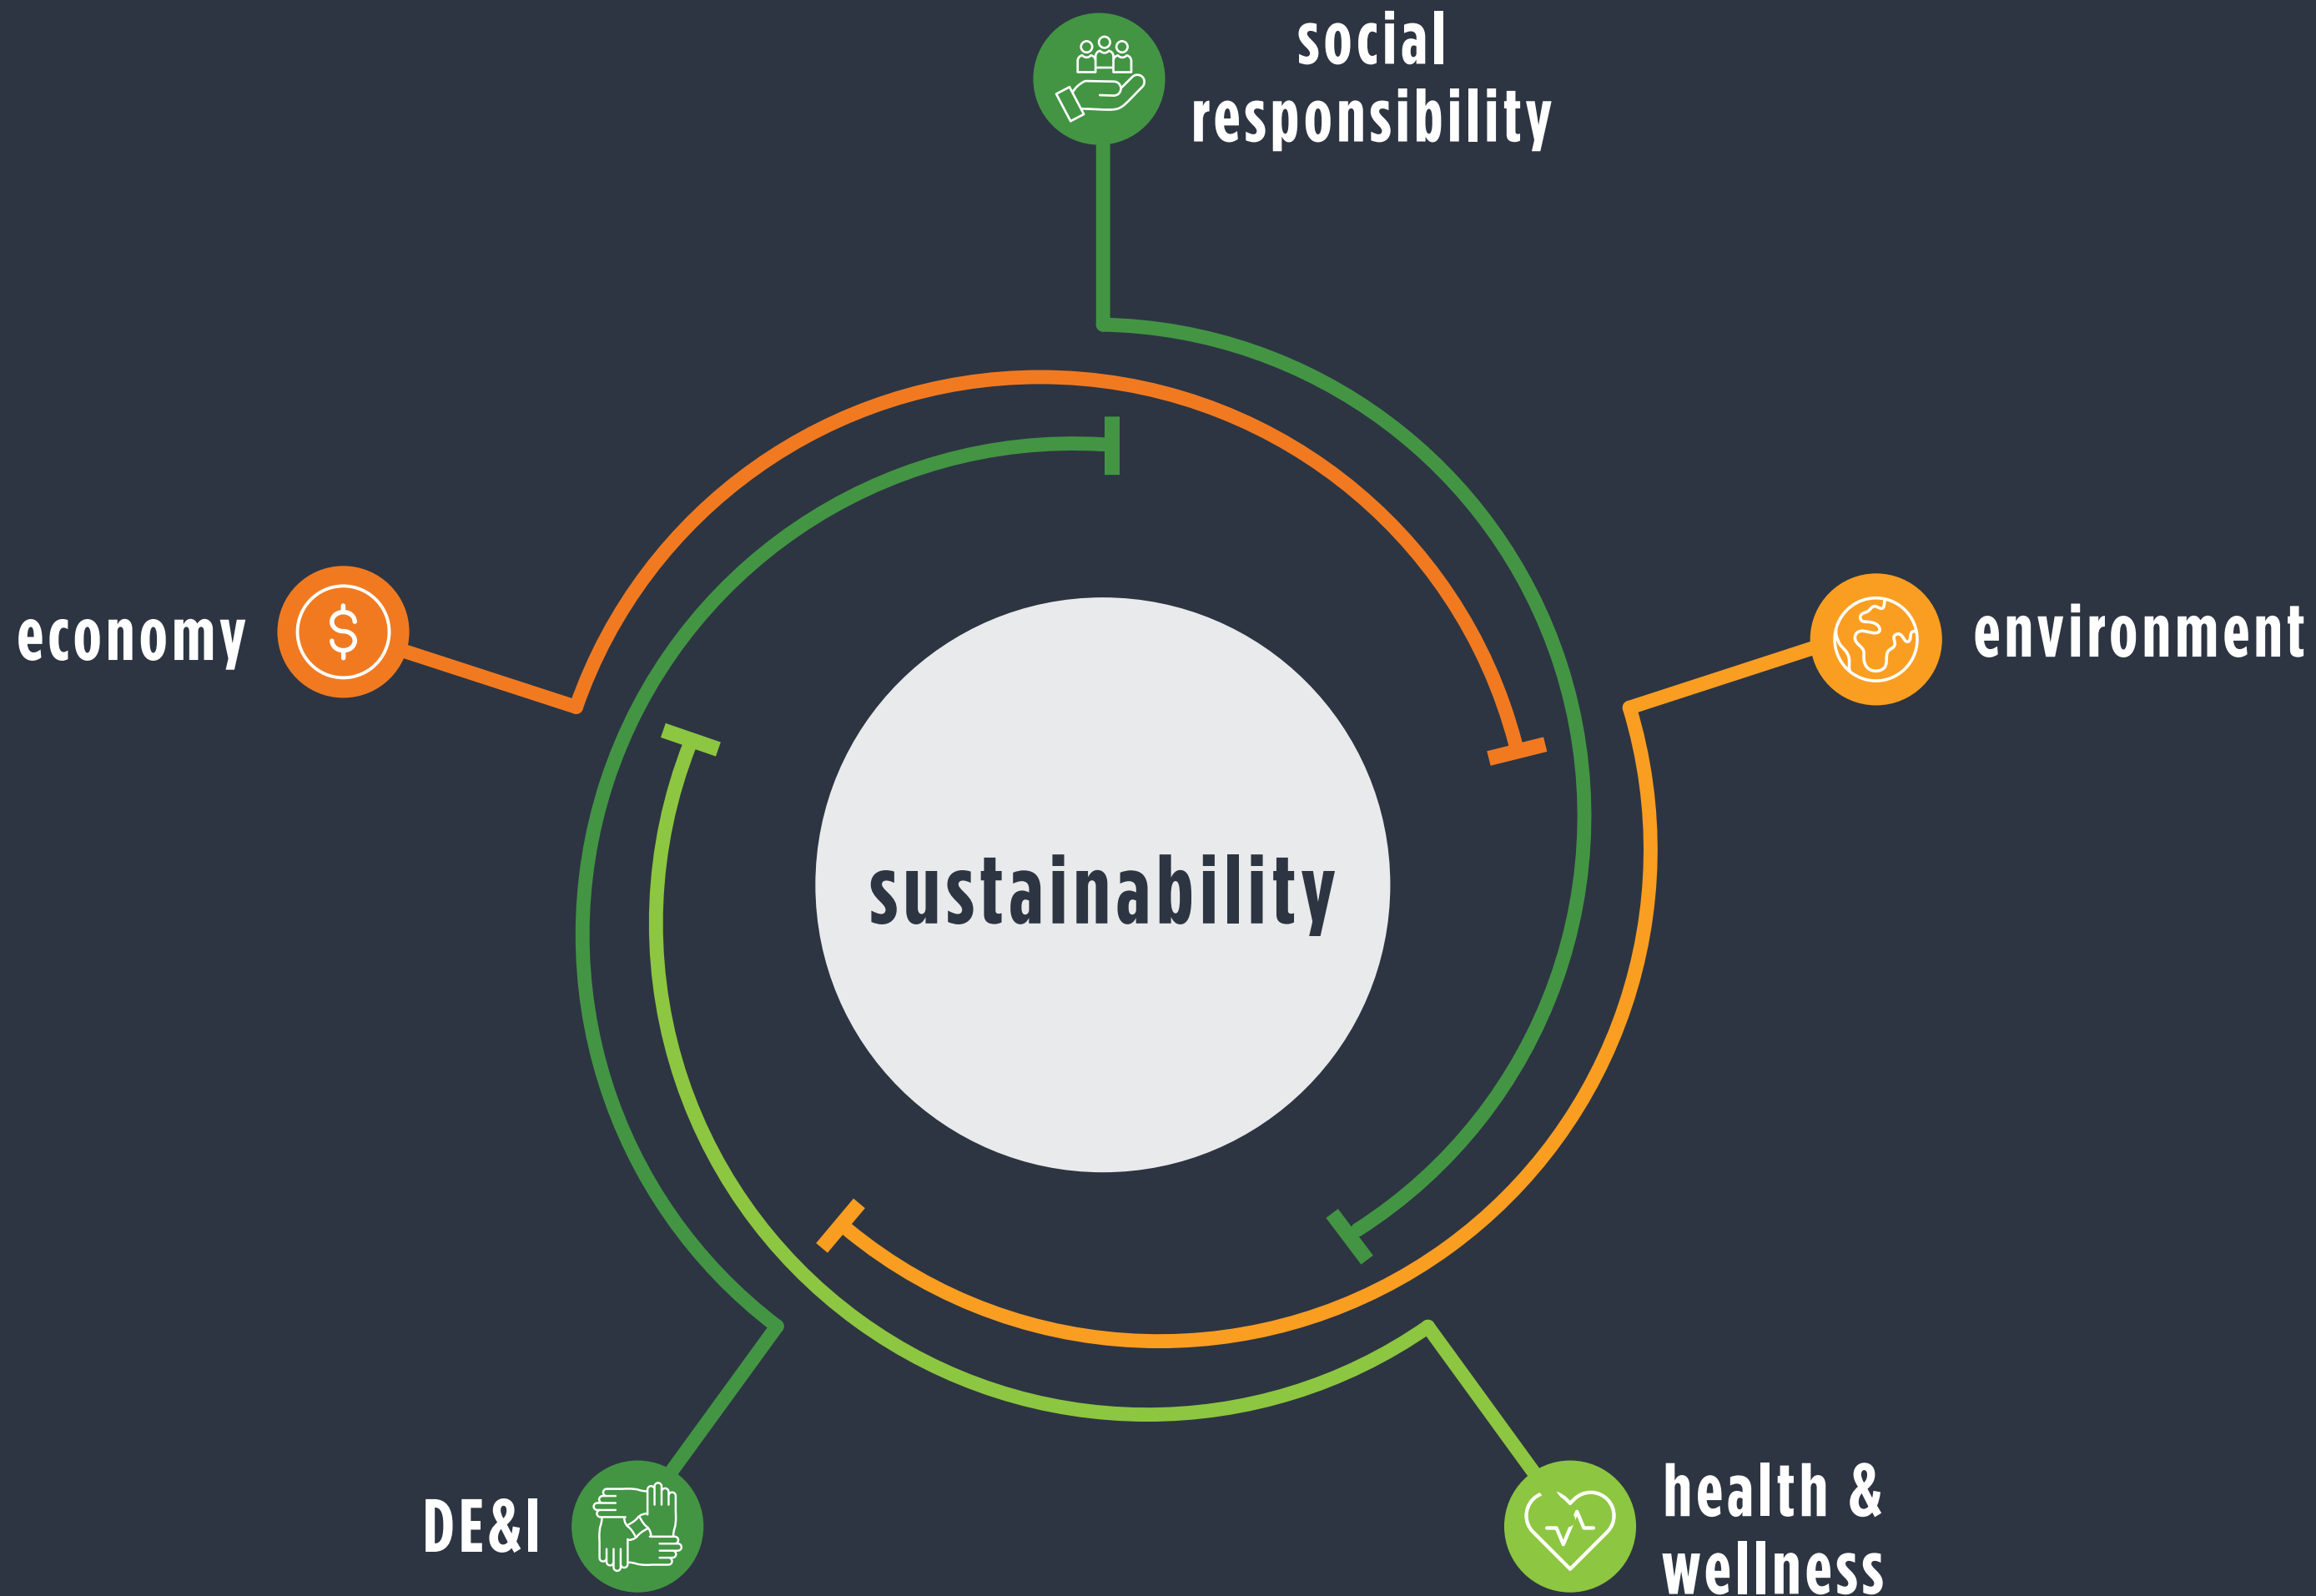 social
responsibility
economy
environment
sustainability
DE&I
health &
wellness